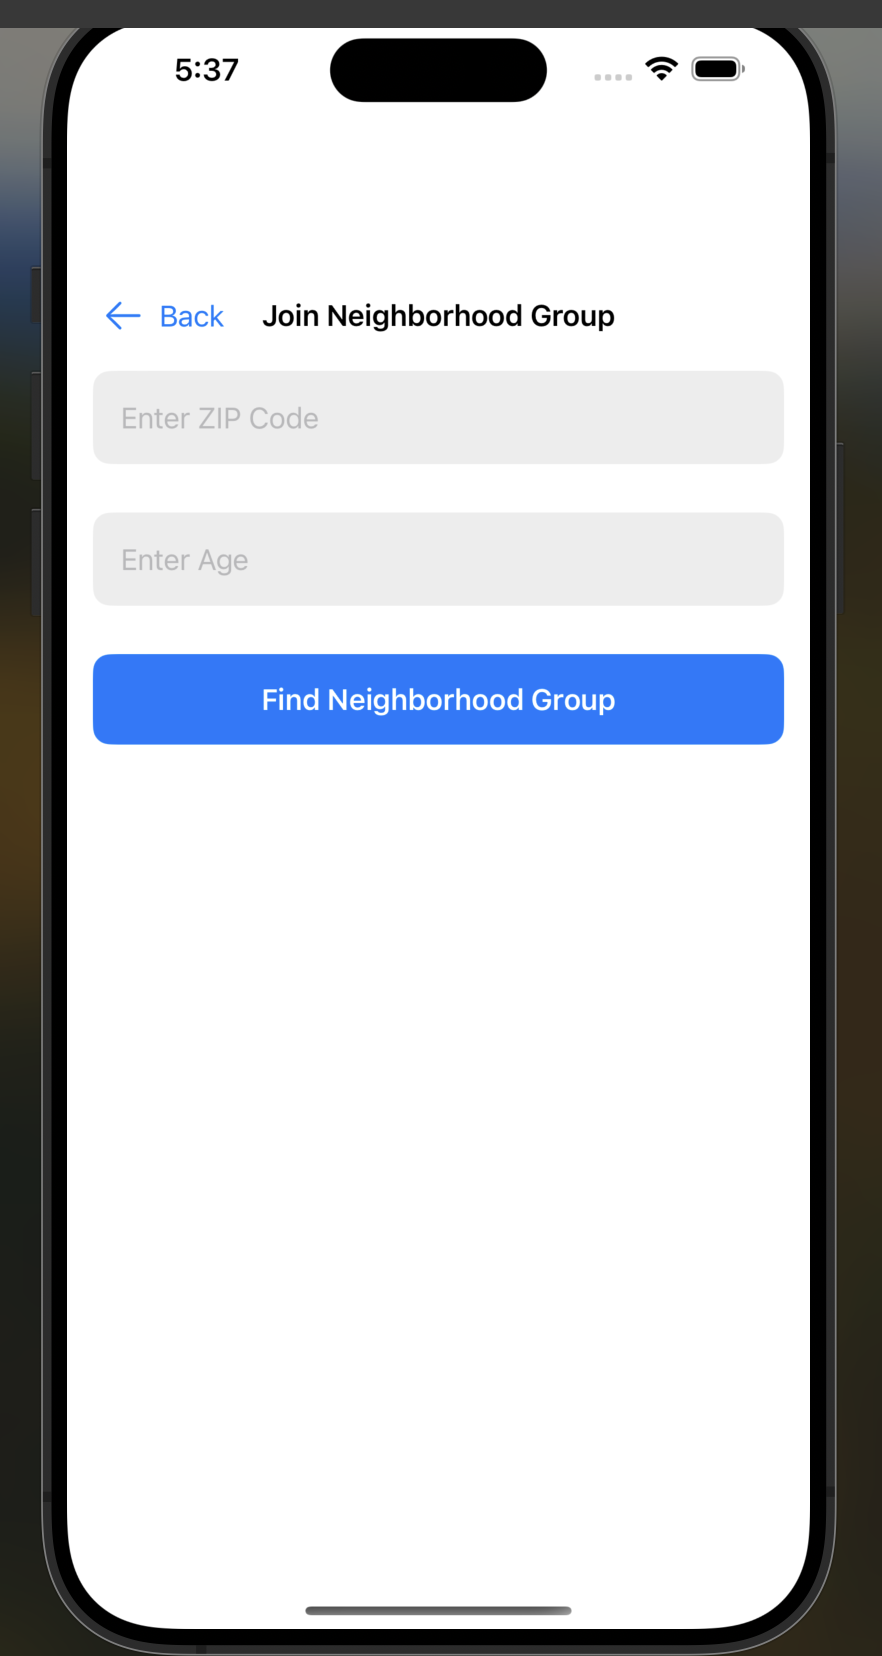 5:37
Back Join Neighborhood Group
Enter ZIP Code
Enter Age
Find Neighborhood Group